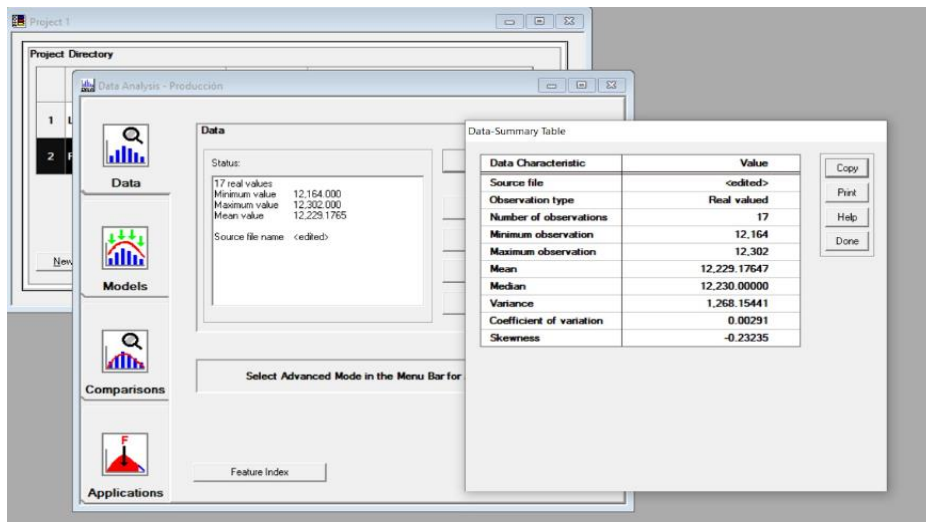 Project 1
Project Directory
1 L
2
New
Data Analysis - Producción
Data
Models
Comparisons
Applications
Data
Status:
17 real values
Minimum value 12,164.000
Maximum value 12,302.000
Mean value 12,229.1765
Source file name <edited>
Select Advanced Mode in the Menu Bar for
Feature Index
F
Data-Summary Table
Data Characteristic Value
Source file <edited>
Observation type Real valued
Number of observations 17
Minimum observation 12,164
Maximum observation 12,302
Mean 12,229.17647
Median 12,230.00000
Variance 1,268.15441
Coefficient of variation 0.00291
Skewness -0.23235
Copy
Print
Help
Done